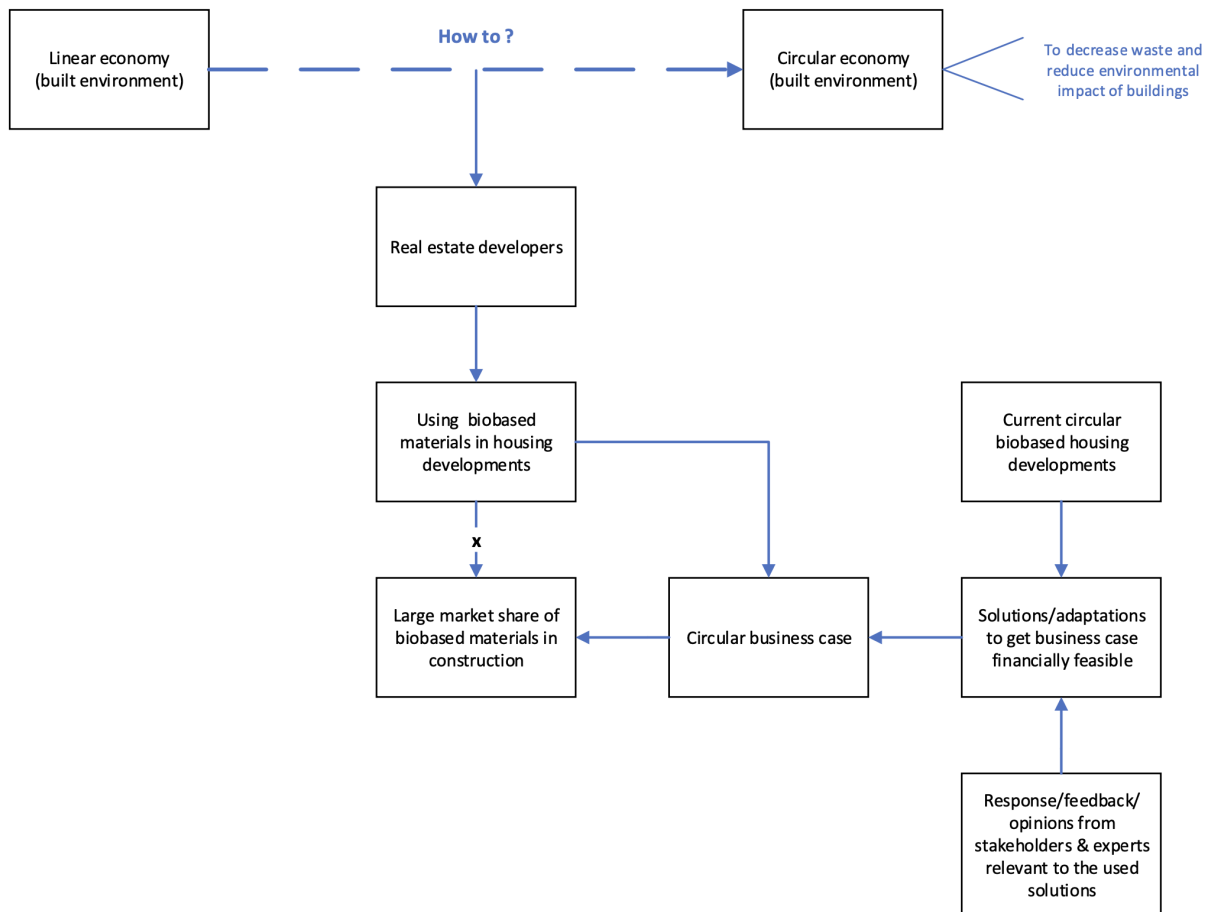 How to ?
Linear economy
(built environment)
Circular economy
(built environment)
To decrease waste and
reduce environmental
impact of buildings
Real estate developers
Using biobased
materials in housing
developments
Current circular
biobased housing
developments
x
Large market share of
biobased materials in
construction
Circular business case
Solutions/adaptations
to get business case
financially feasible
Response/feedback/
opinions from
stakeholders & experts
relevant to the used
solutions